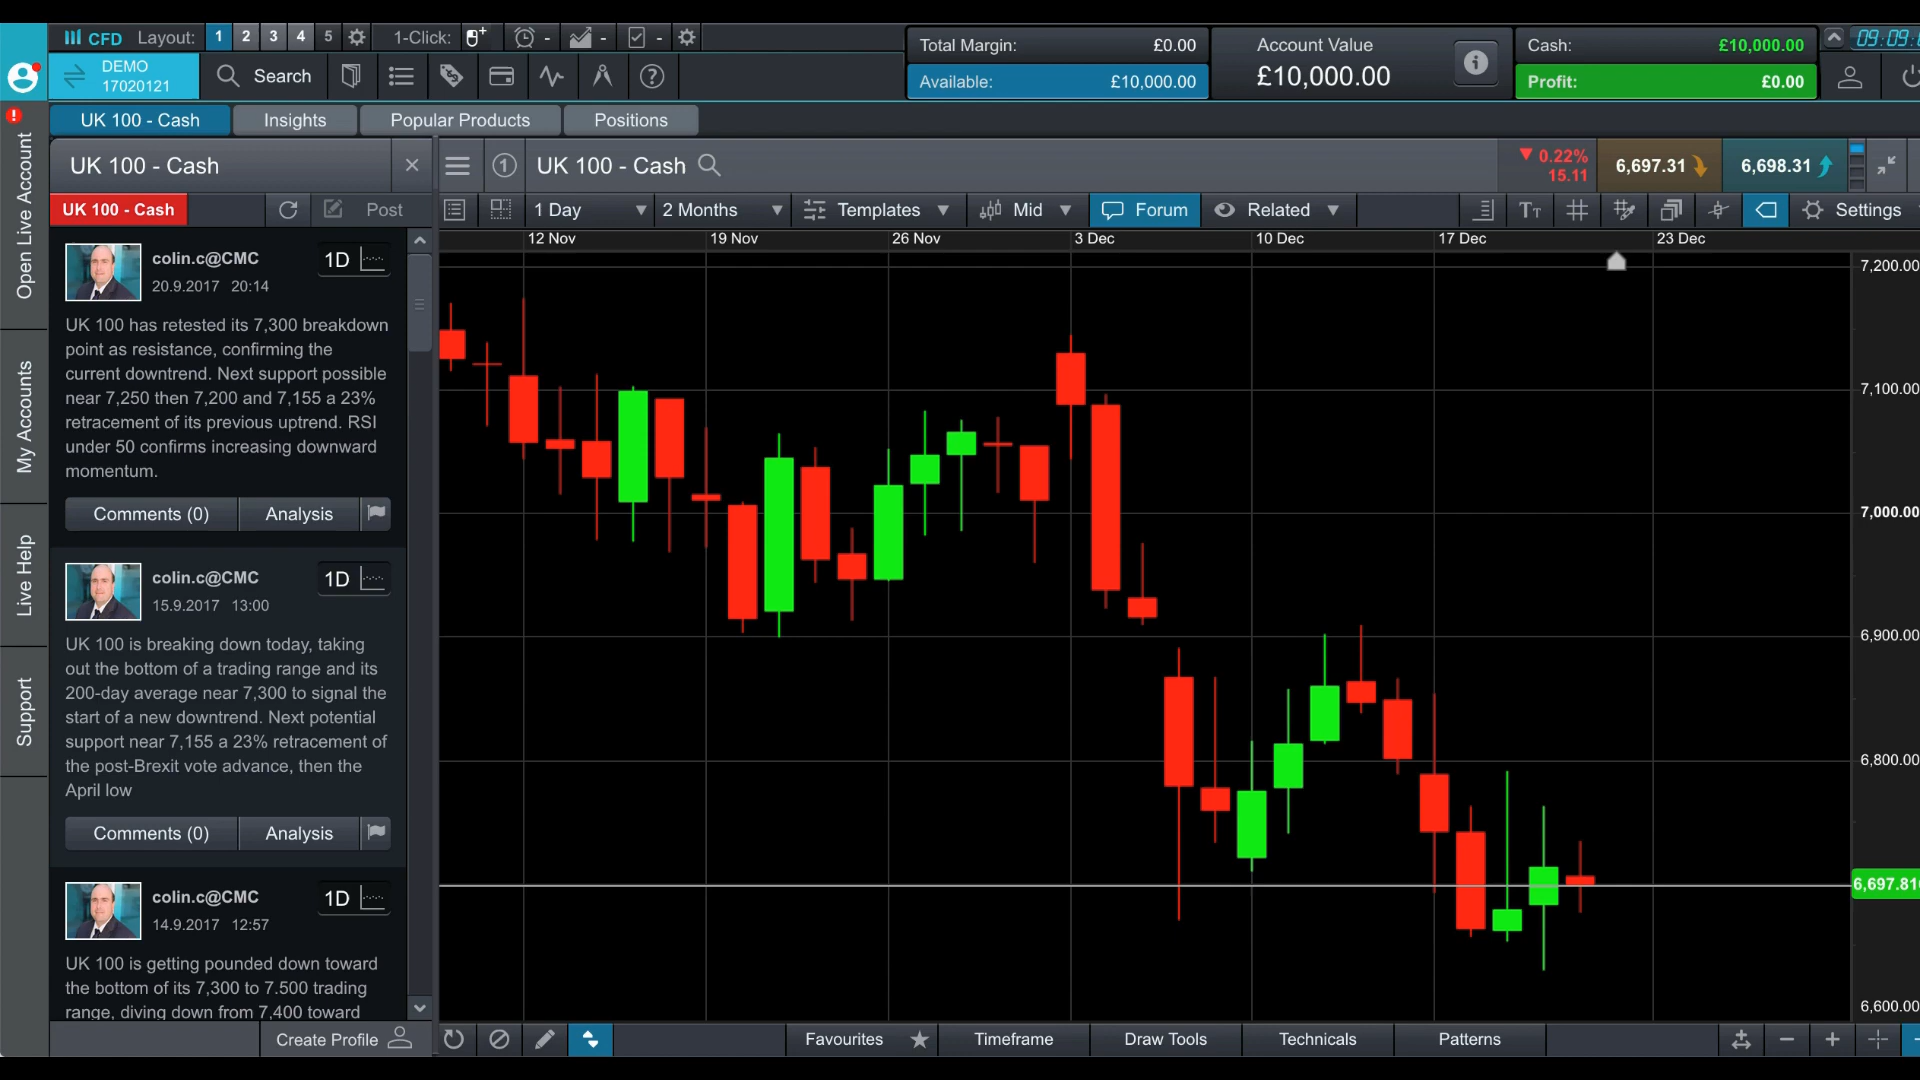 CFD Layout: 1 2 3 4 5 1-Click: - - -
DEMO
17020121
Search
Total Margin: £0.00
Available: £10,000.00
Account Value
£10,000.00
Cash: £10,000.00
Profit: £0.00
UK 100 - Cash Insights Popular Products Positions
Open Live Account
My Accounts
Live Help
Support
UK 100 - Cash
UK 100 - Cash Post
colin.c@CMC 1D
20.9.2017 20:14
UK 100 has retested its 7,300 breakdown
point as resistance, confirming the
current downtrend. Next support possible
near 7,250 then 7,200 and 7,155 a 23%
retracement of its previous uptrend. RSI
under 50 confirms increasing downward
momentum.
Comments (0) Analysis
colin.c@CMC 1D
15.9.2017 13:00
UK 100 is breaking down today, taking
out the bottom of a trading range and its
200-day average near 7,300 to signal the
start of a new downtrend. Next potential
support near 7,155 a 23% retracement of
the post-Brexit vote advance, then the
April low
Comments (0) Analysis
colin.c@CMC 1D
14.9.2017 12:57
UK 100 is getting pounded down toward
the bottom of its 7,300 to 7.500 trading
range, diving down from 7,400 toward
Create Profile
1 UK 100 - Cash
0.22%
15.11
6,697.31 6,698.31
1 Day 2 Months Templates Mid Forum Related Settings
12 Nov 19 Nov 26 Nov 3 Dec 10 Dec 17 Dec 23 Dec
7,200.00
7,100.00
7,000.00
6,900.00
6,800.00
6,697.81
6,600.00
Favourites Timeframe Draw Tools Technicals Patterns